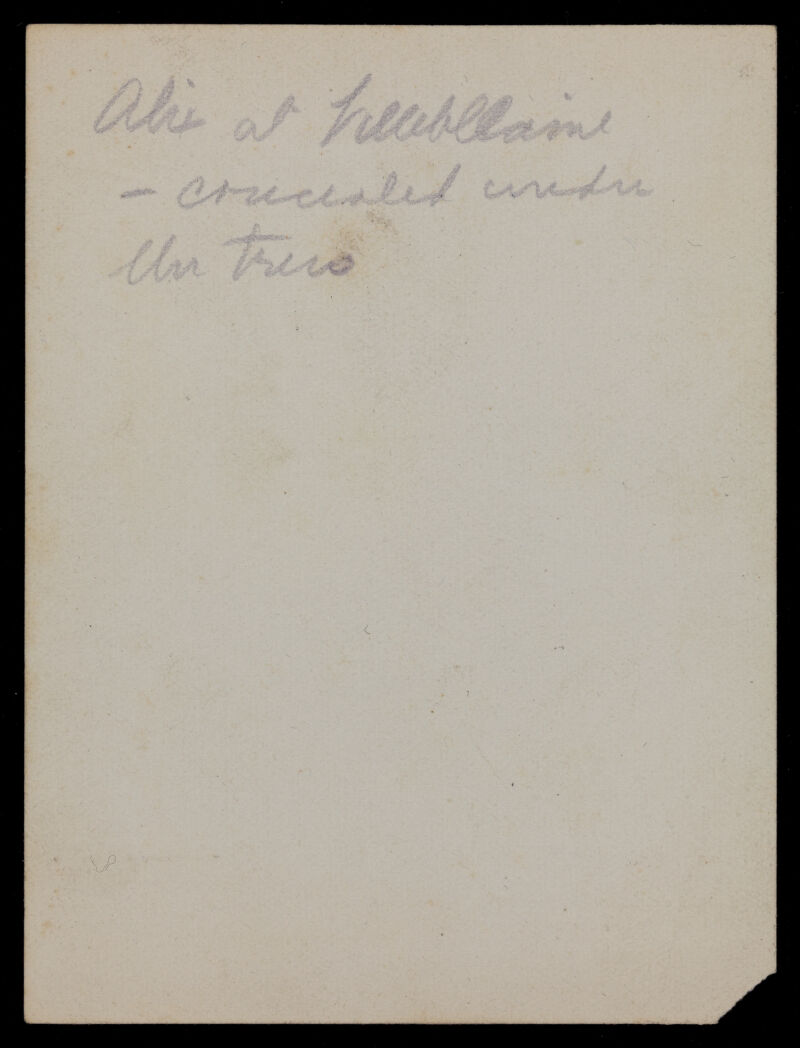 at
- concealed under
the trees